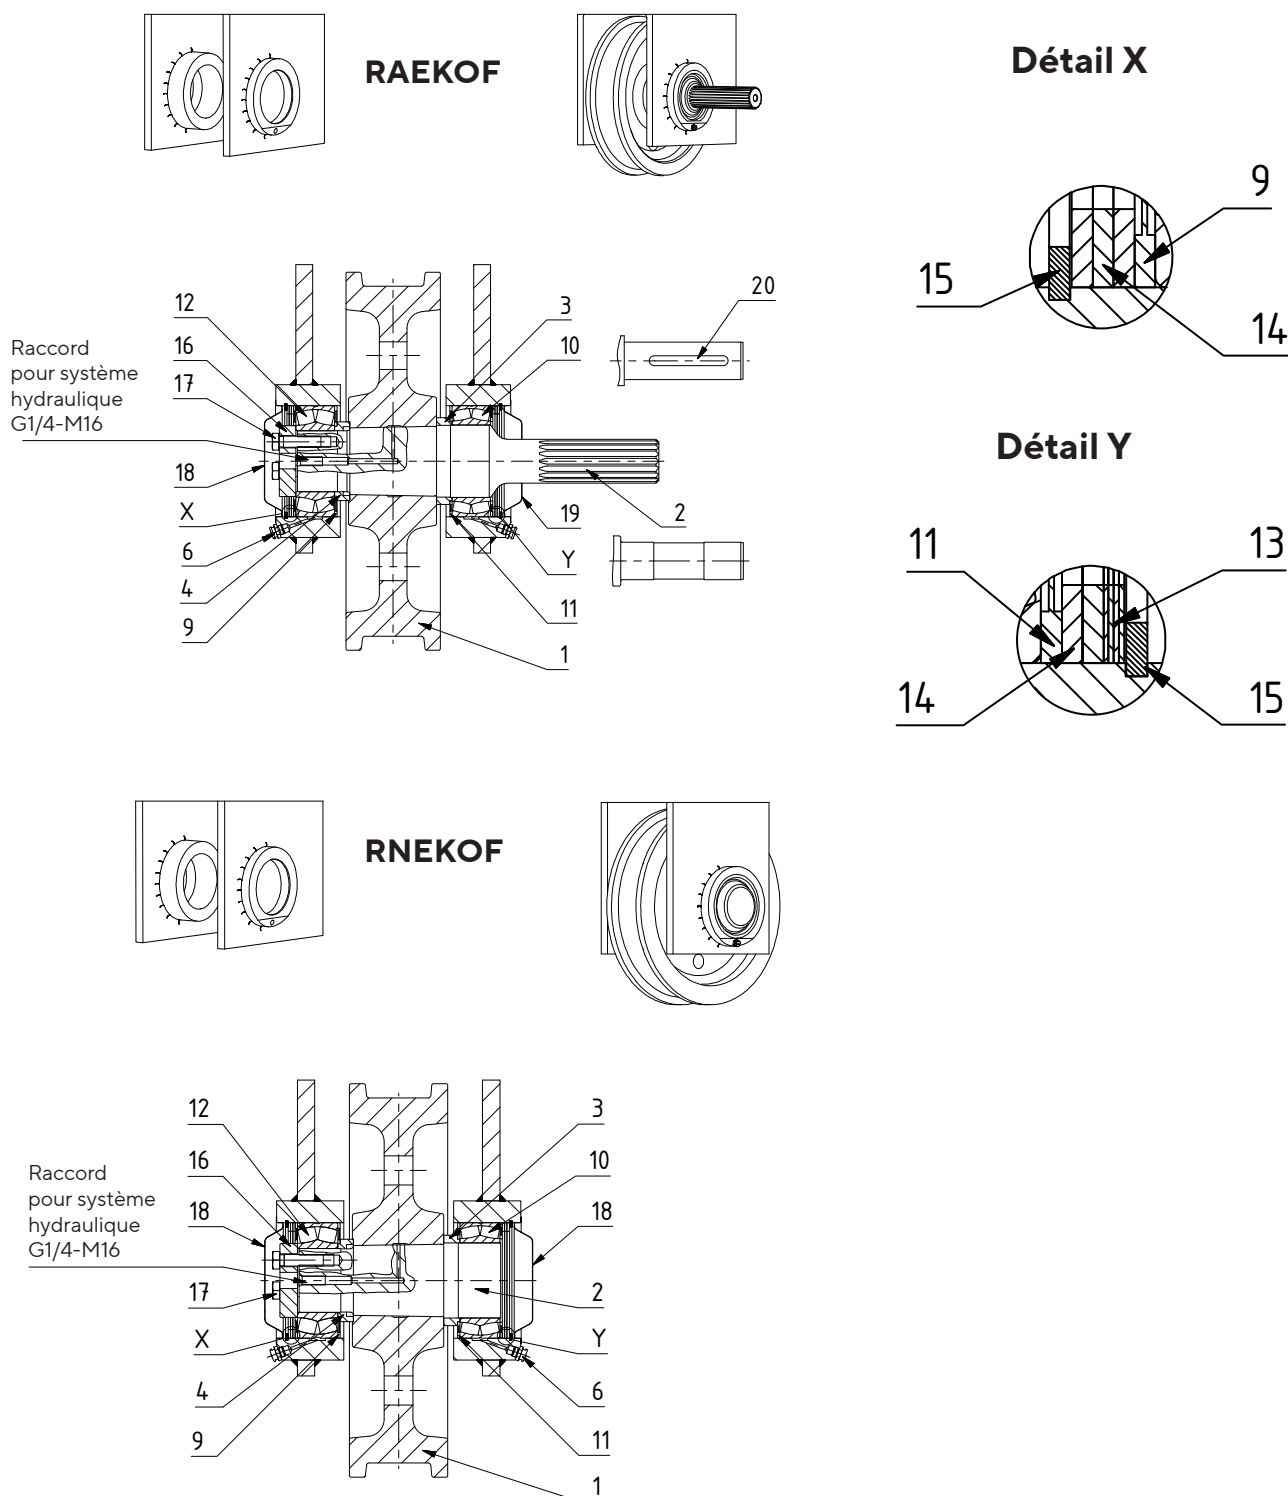 RAEKOF
Détail X
9
15
14
20
12
3
Raccord
pour système
hydraulique
G1/4-M16
16
10
17
18
X
19
2
6
Y
4
11
9
1
Détail Y
11
13
14
15
RNEKOF
12
3
Raccord
pour système
hydraulique
G1/4-M16
16
10
18
18
17
2
X
Y
4
6
9
11
1